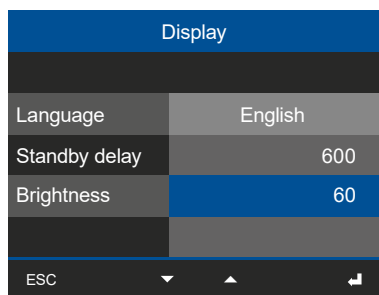 Display
Language English
Standby delay 600
Brightness 60
ESC